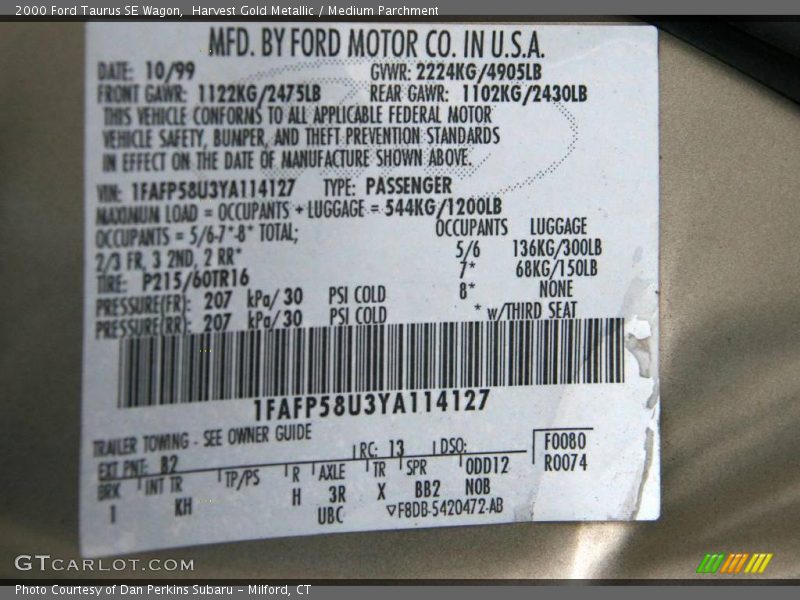 2000 Ford Taurus SE Wagon,  Harvest Gold Metallic / Medium Parchment
MFD. BY FORD MOTOR CO. IN U.S.A.
DATE: 10/99 GVWR: 2224KG/4905LB
FRONT GAWR: 1122KG/2475LB REAR GAWR: 1102KG/2430LB
THIS VEHICLE CONFORMS TO ALL APPLICABLE FEDERAL MOTOR
VEHICLE SAFETY, BUMPER, AND THEFT PREVENTION STANDARDS
IN EFFECT ON THE DATE OF MANUFACTURE SHOWN ABOVE.
VIN: 1FAFP58U3YA114127 TYPE: PASSENGER
MAXIMUM LOAD = OCCUPANTS + LUGGAGE = 544KG/1200LB
OCCUPANTS = 5/6-7*-8* TOTAL; OCCUPANTS LUGGAGE
2/3 FR, 3 2ND, 2 RR* 5/6 136KG/300LB
TIRE: P215/60TR16 7* 68KG/150LB
PRESSURE(FR): 207 kPa/ 30 PSI COLD 8* NONE
PRESSURE(RR): 207 kPa/30 PSI COLD * w/THIRD SEAT
1FAFP58U3YA114127
TRAILER TOWING - SEE OWNER GUIDE
EXT PNT: B2 RC: 13 DSO: F0080
BRK INT TR TP/PS R AXLE TR SPR ODD12 R0074
1 KH H 3R X BB2 NOB
UBC ▽F8DB-5420472-AB
GTCARLOT.COM
Photo Courtesy of Dan Perkins Subaru - Milford, CT